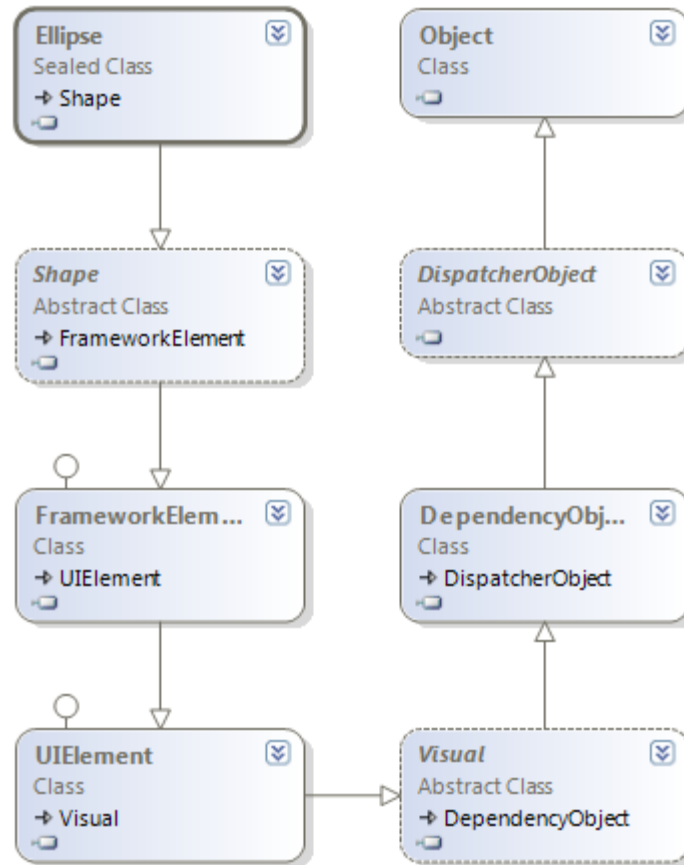 Ellipse
Sealed Class
Shape
Object
Class
Shape
Abstract Class
FrameworkElement
DispatcherObject
Abstract Class
FrameworkElem...
Class
UIElement
DependencyObj...
Class
DispatcherObject
UIElement
Class
Visual
Visual
Abstract Class
DependencyObject